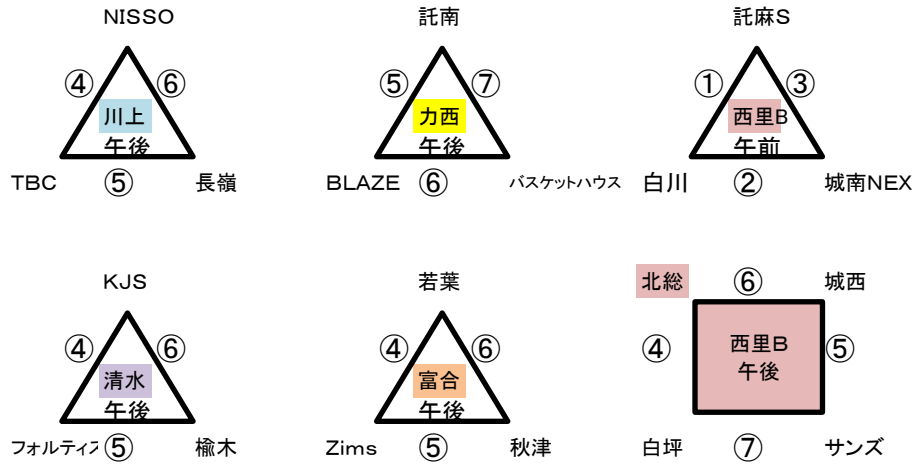 NISSO
④ ⑥
川上
午後
TBC ⑤ 長嶺
託南
⑤ ⑦
力西
午後
BLAZE ⑥ バスケットハウス
託麻S
① ③
西里B
午前
白川 ② 城南NEX
KJS
④ ⑥
清水
午後
フォルティス ⑤ 楡木
若葉
④ ⑥
富合
午後
Zims ⑤ 秋津
北総 ⑥ 城西
④ ⑤
西里B
午後
白坪 ⑦ サンズ